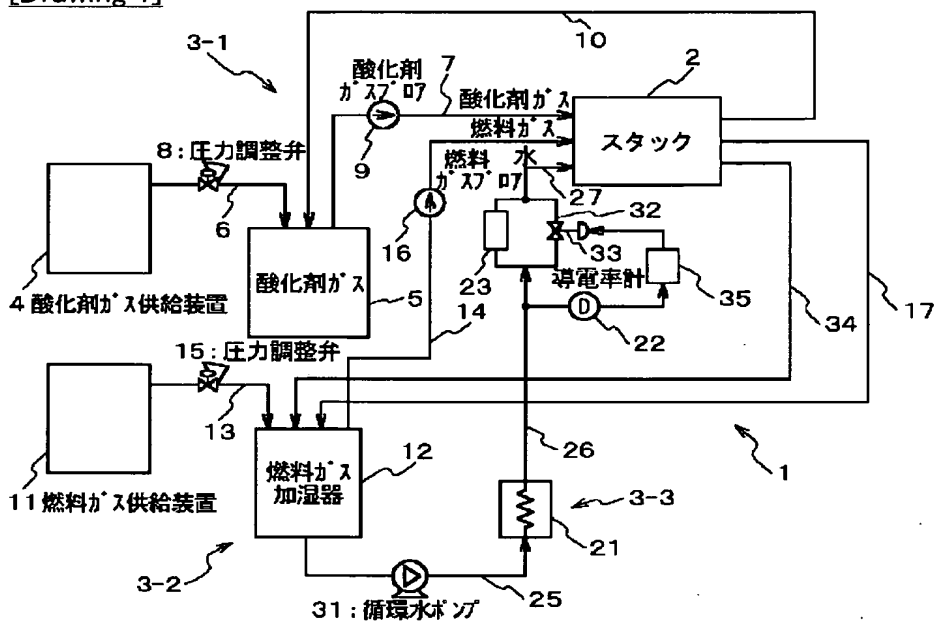 [Drawing 1]
10
3-1
2
7
酸化剤
ガスブロア
酸化剤ガス
燃料ガス
スタック
8:圧力調整弁
9
燃料
ガスブロア
水
27
6
16
32
33
酸化剤ガス
23
導電率計
35
4 酸化剤ガス供給装置
5
14
D
22
34
17
15:圧力調整弁
13
26
12
1
燃料ガス
加湿器
11 燃料ガス供給装置
3-3
21
3-2
25
31:循環水ポンプ